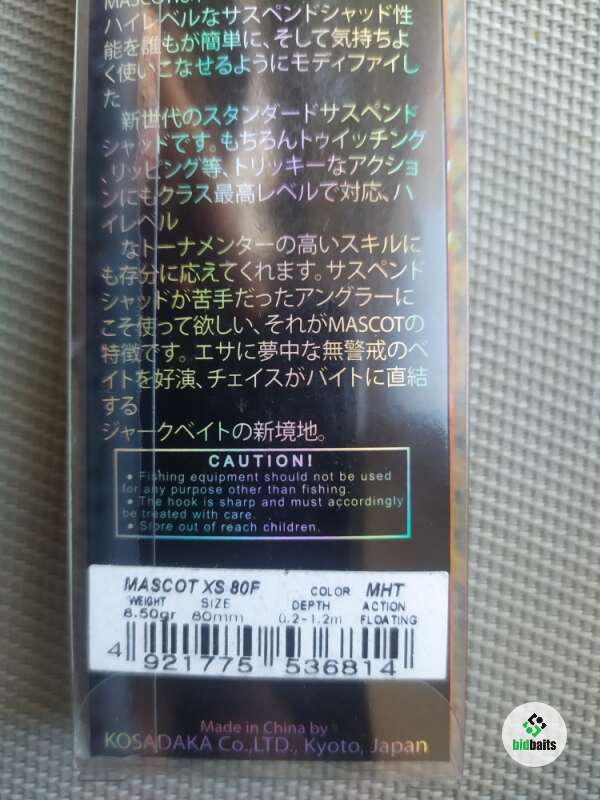 ハイレベルなサスペンドシャッド性
能を誰もが簡単に、そして気持ちよ
く使いこなせるようにモディファイし
た
新世代のスタンダードサスペンド
シャッドです。もちろんトゥイッチング
、リッピング等、トリッキーなアクショ
ンにもクラス最高レベルで対応、ハ
イレベル
なトーナメンターの高いスキルに
も存分に応えてくれます。サスペンド
シャッドが苦手だったアングラーに
こそ使って欲しい、それがMASCOTの
特徴です。エサに夢中な無警戒のベ
イトを好演、チェイスがバイトに直結
する
ジャークベイトの新境地。
CAUTION!
• Fishing equipment should not be used
for any purpose other than fishing.
• The hook is sharp and must accordingly
be treated with care.
• Store out of reach children.
MASCOT XS 80F COLOR MHT
WEIGHT SIZE DEPTH ACTION
8.50gr 80mm 0.2-1.2m FLOATING
4 921775 536814
Made in China by
KOSADAKA Co.,LTD., Kyoto, Japan
bidbaits